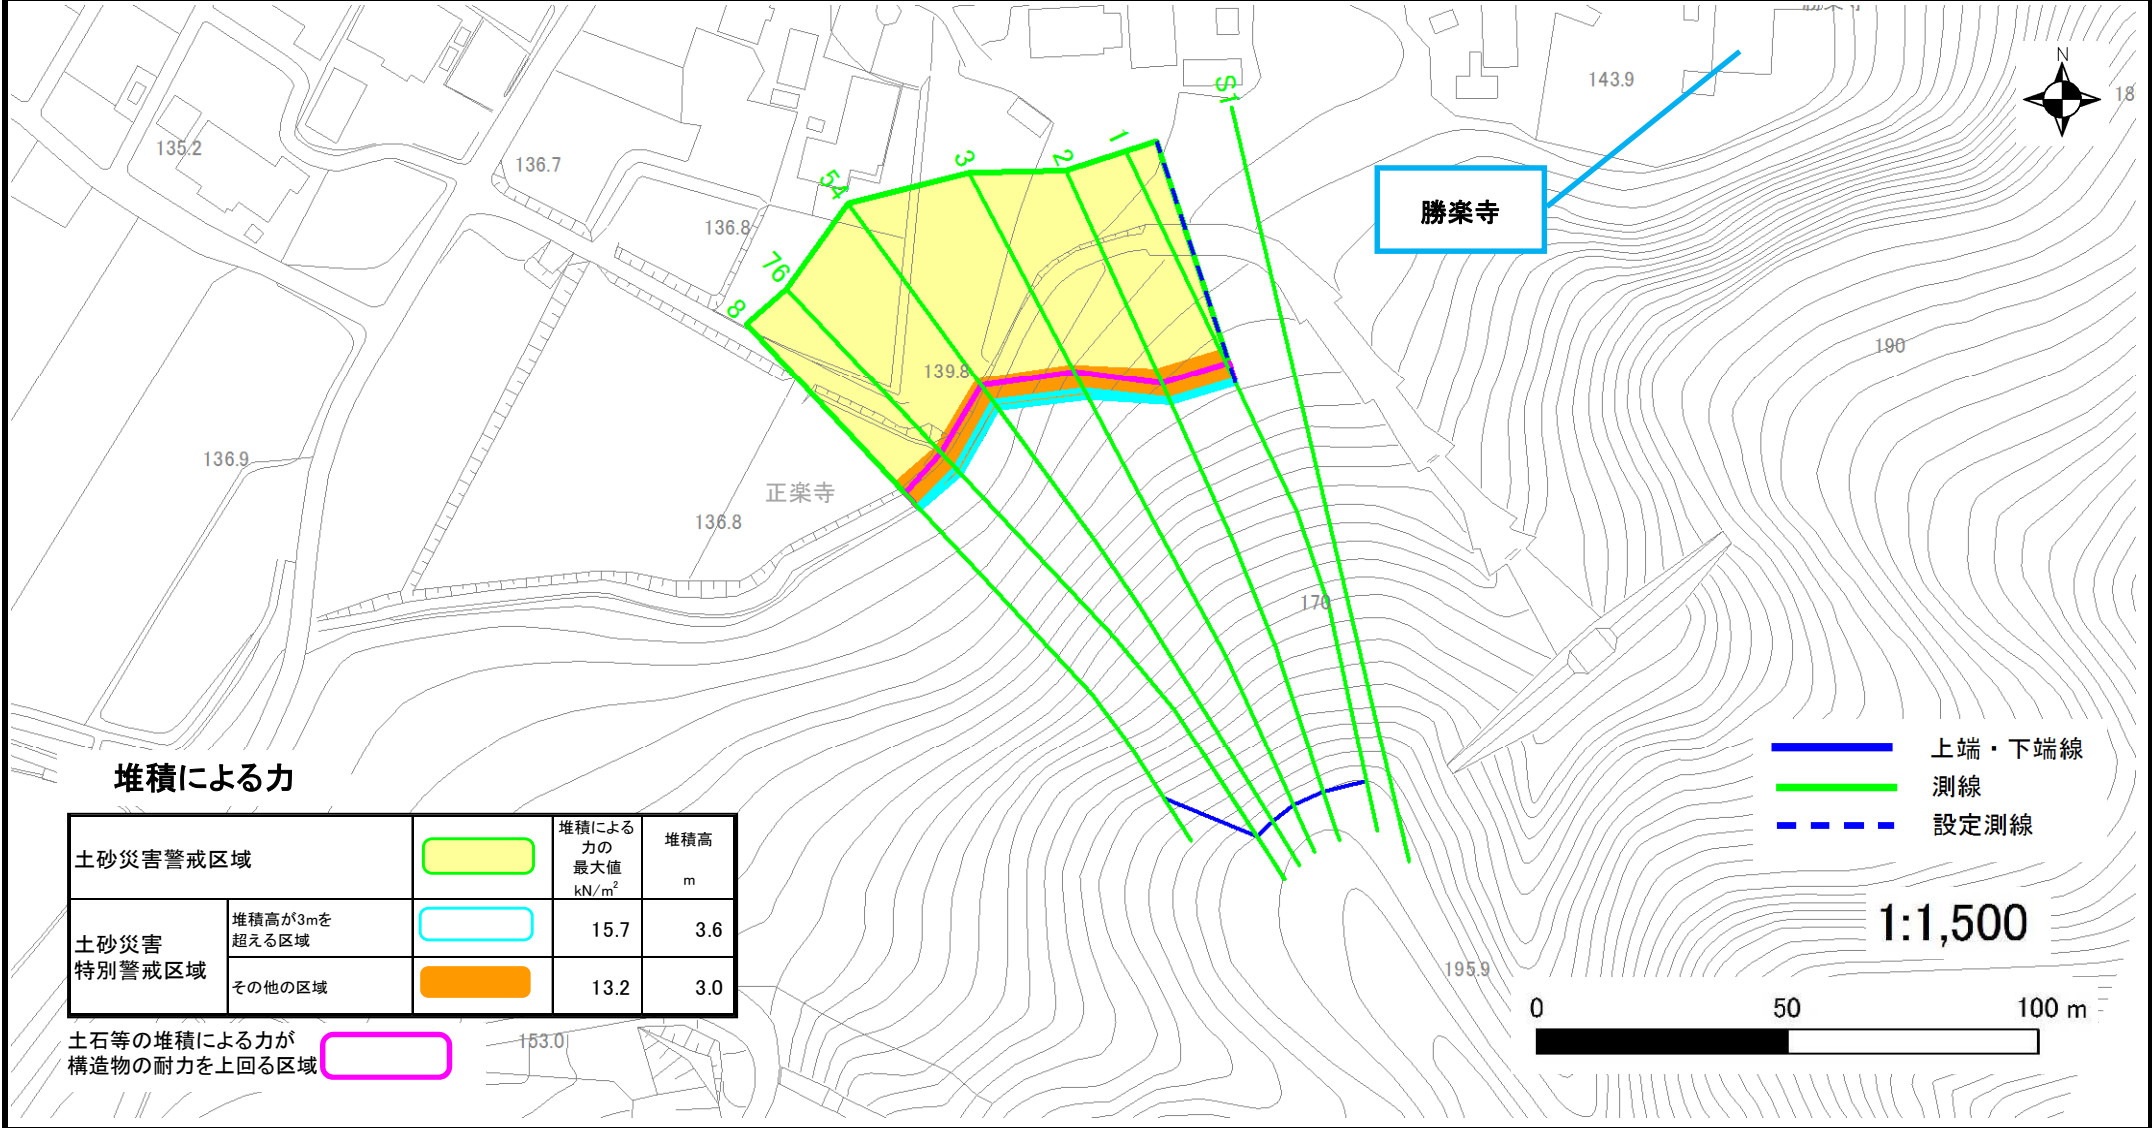 N
143.9
18
S1
135.2
136.7
1
2
3
54
136.8
76
8
勝楽寺
190
139.8
136.9
正楽寺
136.8
170
上端・下端線
測線
設定測線
堆積による力
土砂災害警戒区域
堆積による
力の
最大値
kN/m²
堆積高
m
土砂災害
特別警戒区域
堆積高が3mを
超える区域
15.7
3.6
その他の区域
13.2
3.0
土石等の堆積による力が
構造物の耐力を上回る区域
153.0
195.9
1:1,500
0 50 100 m